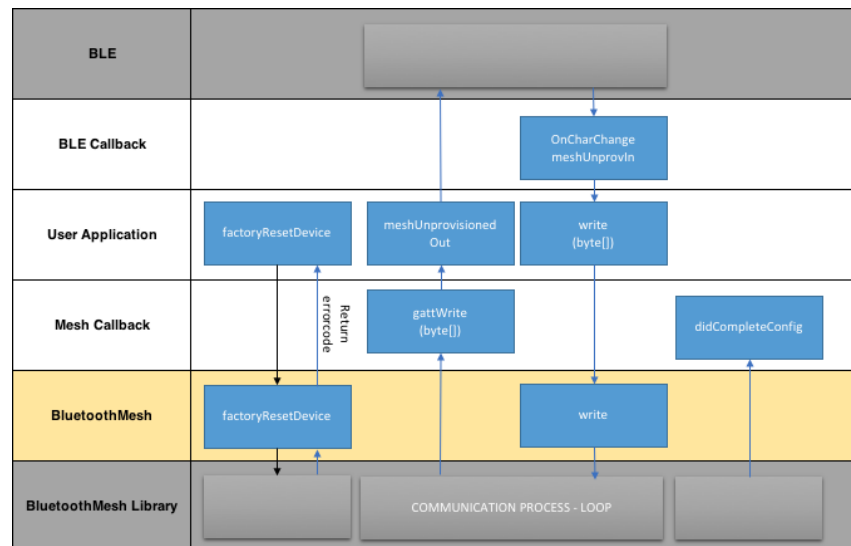 BLE
BLE Callback
OnCharChange
meshUnprovIn
User Application
factoryResetDevice
meshUnprovisioned
Out
write
(byte[])
Mesh Callback
Return
errorcode
gattWrite
(byte[])
didCompleteConfig
BluetoothMesh
factoryResetDevice
write
BluetoothMesh Library
COMMUNICATION PROCESS - LOOP